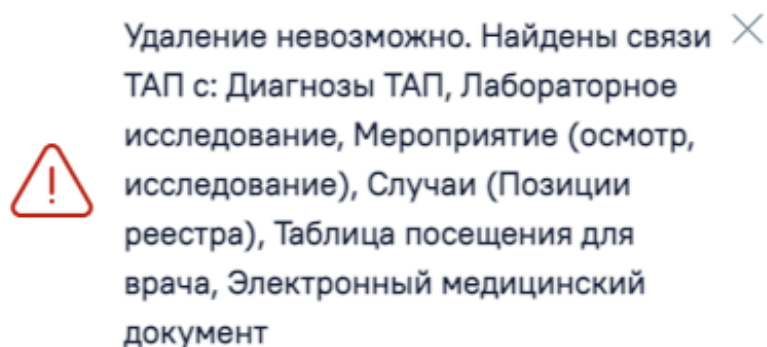 Удаление невозможно. Найдены связи
ТАП с: Диагнозы ТАП, Лабораторное
исследование, Мероприятие (осмотр,
исследование), Случаи (Позиции
реестра), Таблица посещения для
врача, Электронный медицинский
документ